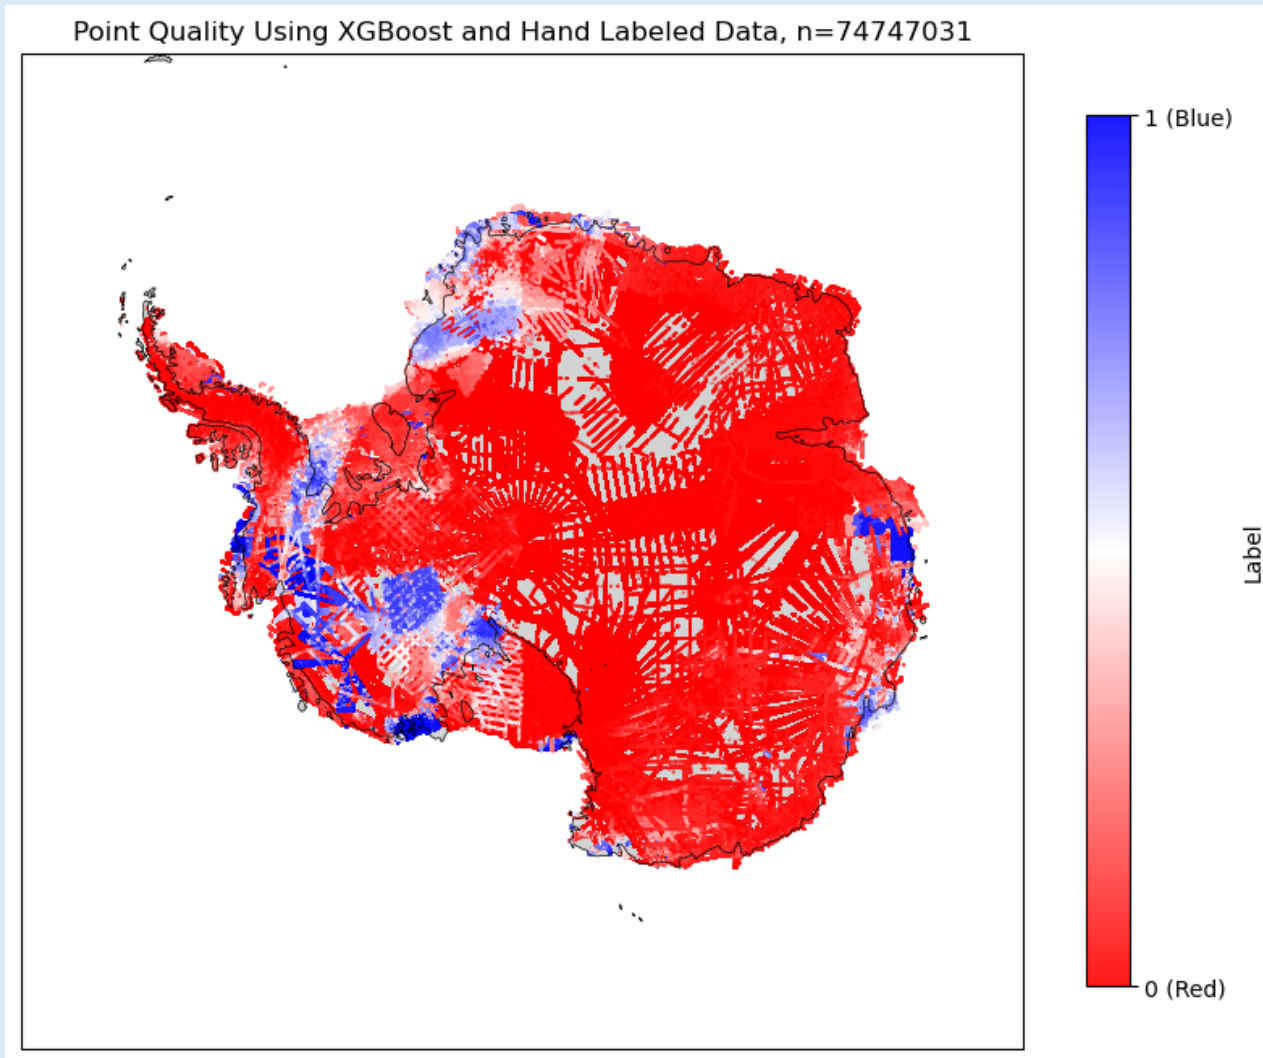 Point Quality Using XGBoost and Hand Labeled Data, n=74747031
1 (Blue)
Label
0 (Red)